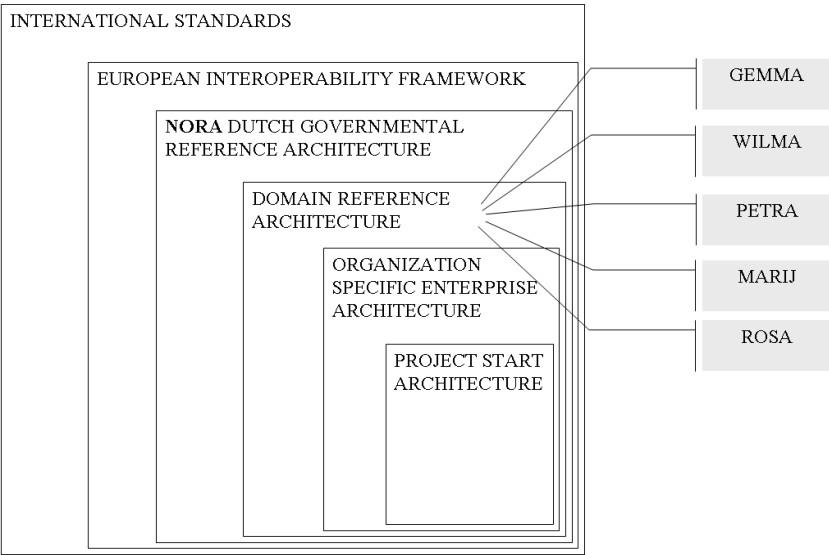 INTERNATIONAL STANDARDS
EUROPEAN INTEROPERABILITY FRAMEWORK
NORA DUTCH GOVERNMENTAL
REFERENCE ARCHITECTURE
DOMAIN REFERENCE
ARCHITECTURE
ORGANIZATION
SPECIFIC ENTERPRISE
ARCHITECTURE
PROJECT START
ARCHITECTURE
GEMMA
WILMA
PETRA
MARIJ
ROSA